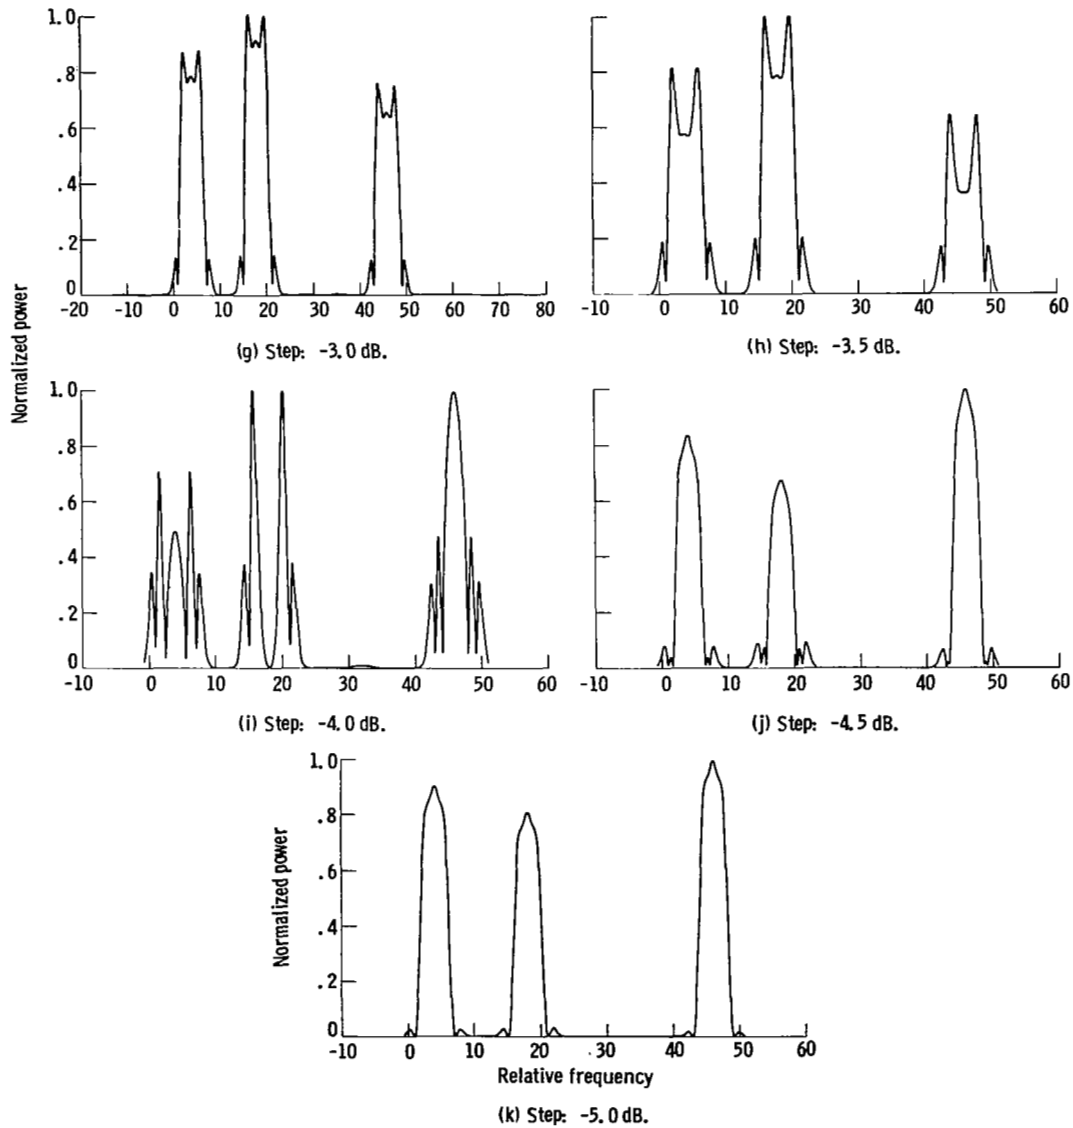 1.0
.8
.6
.4
.2
0
-20 -10 0 10 20 30 40 50 60 70 80
(g) Step: -3.0 dB.
-10 0 10 20 30 40 50 60
(h) Step: -3.5 dB.
Normalized power
1.0
.8
.6
.4
.2
0
-10 0 10 20 30 40 50 60
(i) Step: -4.0 dB.
-10 0 10 20 30 40 50 60
(j) Step: -4.5 dB.
Normalized power
1.0
.8
.6
.4
.2
0
-10 0 10 20 30 40 50 60
Relative frequency
(k) Step: -5.0 dB.